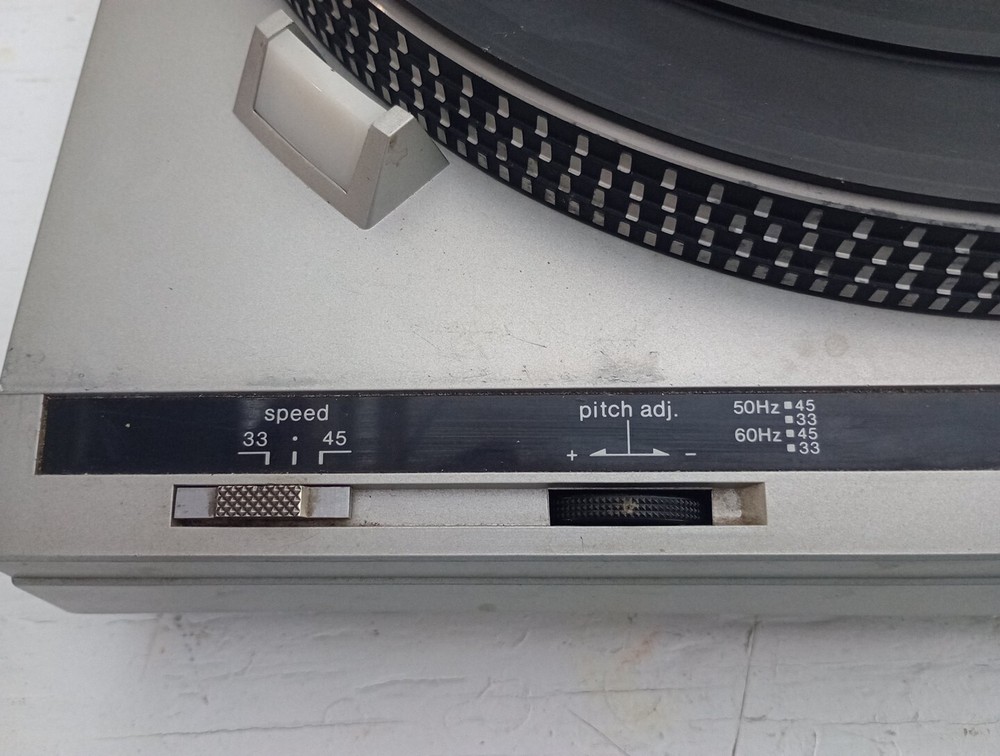 speed
33 • 45
pitch adj.
+ −
50Hz 45
33
60Hz 45
33